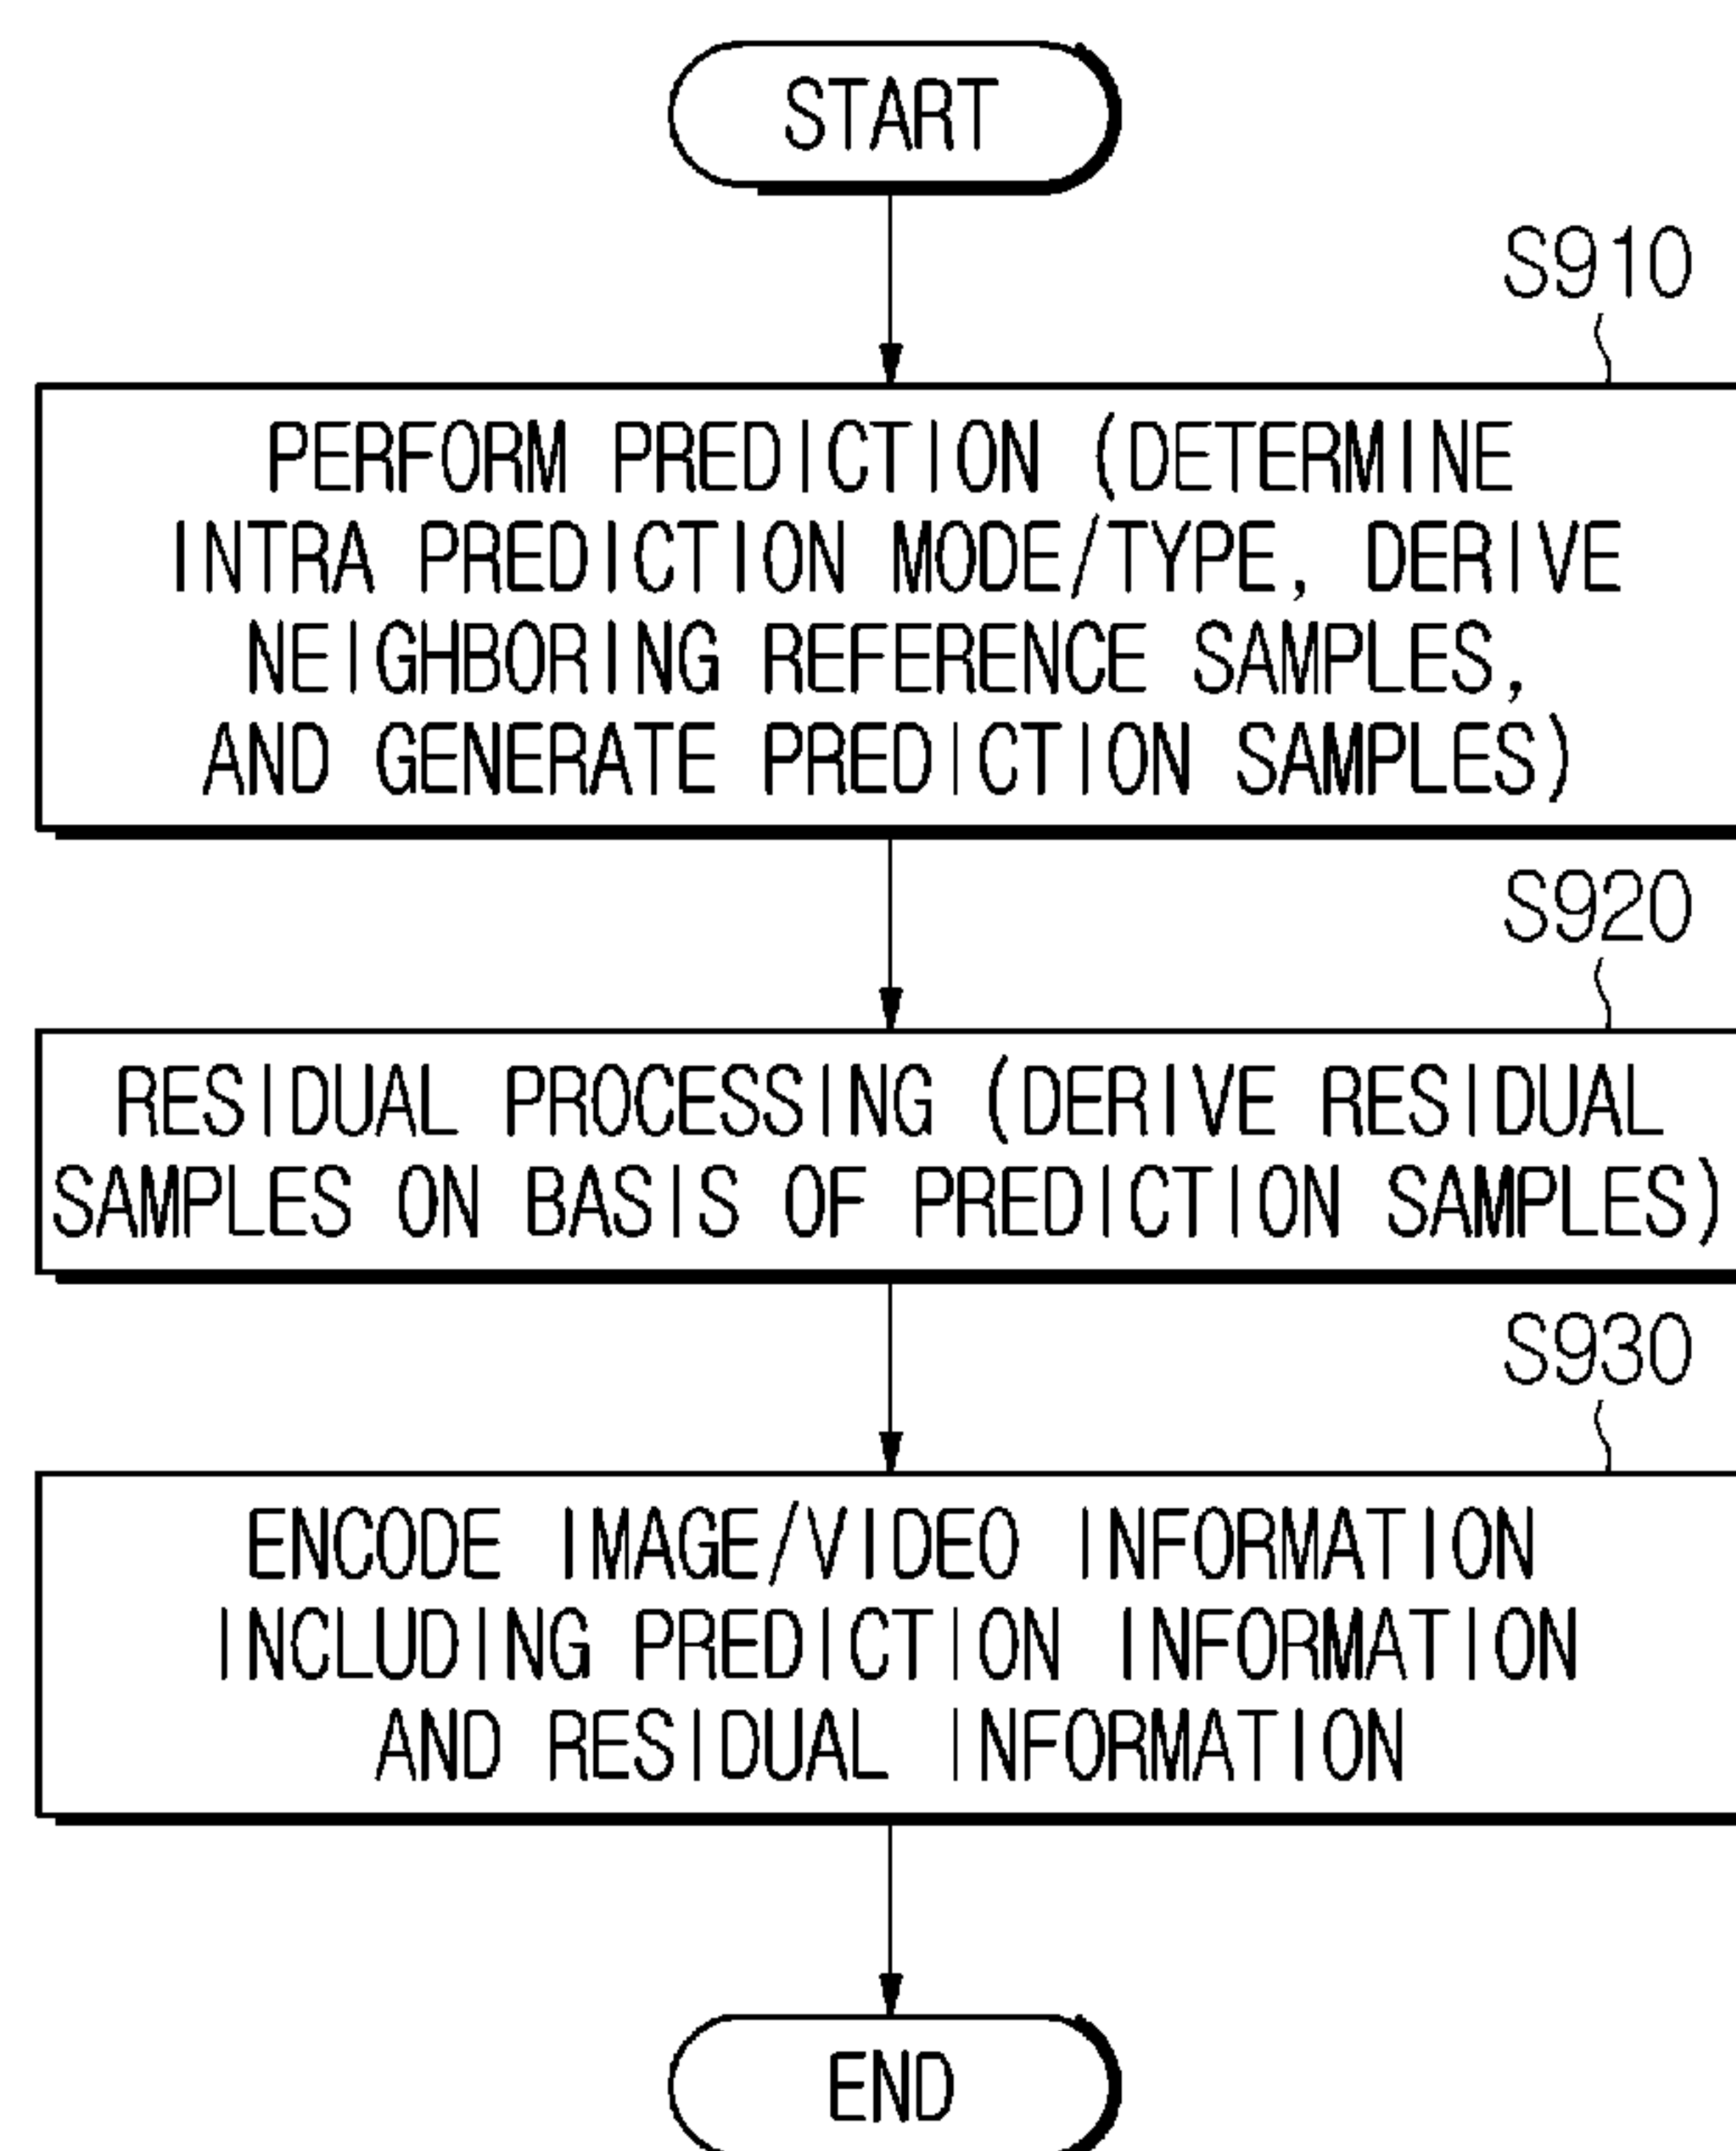 START
S910
PERFORM PREDICTION (DETERMINE
INTRA PREDICTION MODE/TYPE, DERIVE
NEIGHBORING REFERENCE SAMPLES,
AND GENERATE PREDICTION SAMPLES)
S920
RESIDUAL PROCESSING (DERIVE RESIDUAL
SAMPLES ON BASIS OF PREDICTION SAMPLES)
S930
ENCODE IMAGE/VIDEO INFORMATION
INCLUDING PREDICTION INFORMATION
AND RESIDUAL INFORMATION
END